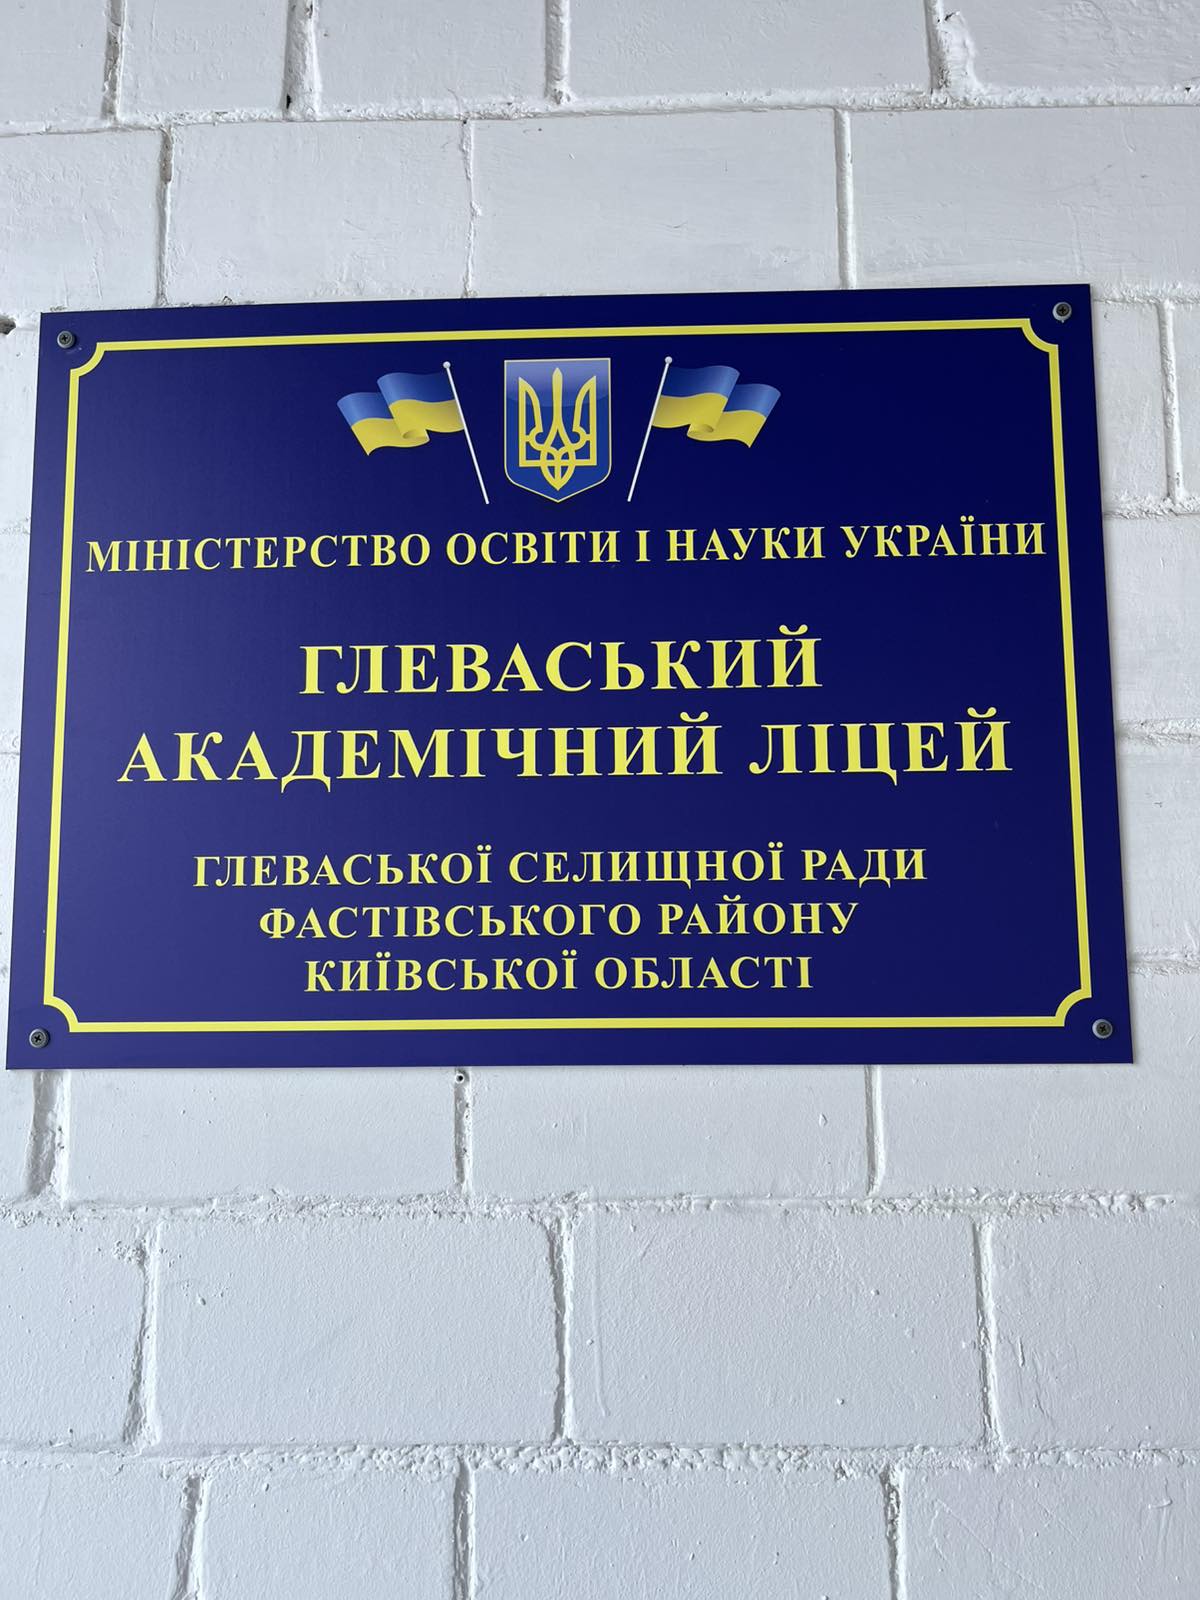 МІНІСТЕРСТВО ОСВІТИ І НАУКИ УКРАЇНИ
ГЛЕВАСЬКИЙ
АКАДЕМІЧНИЙ ЛІЦЕЙ
ГЛЕВАСЬКОЇ СЕЛИЩНОЇ РАДИ
ФАСТІВСЬКОГО РАЙОНУ
КИЇВСЬКОЇ ОБЛАСТІ